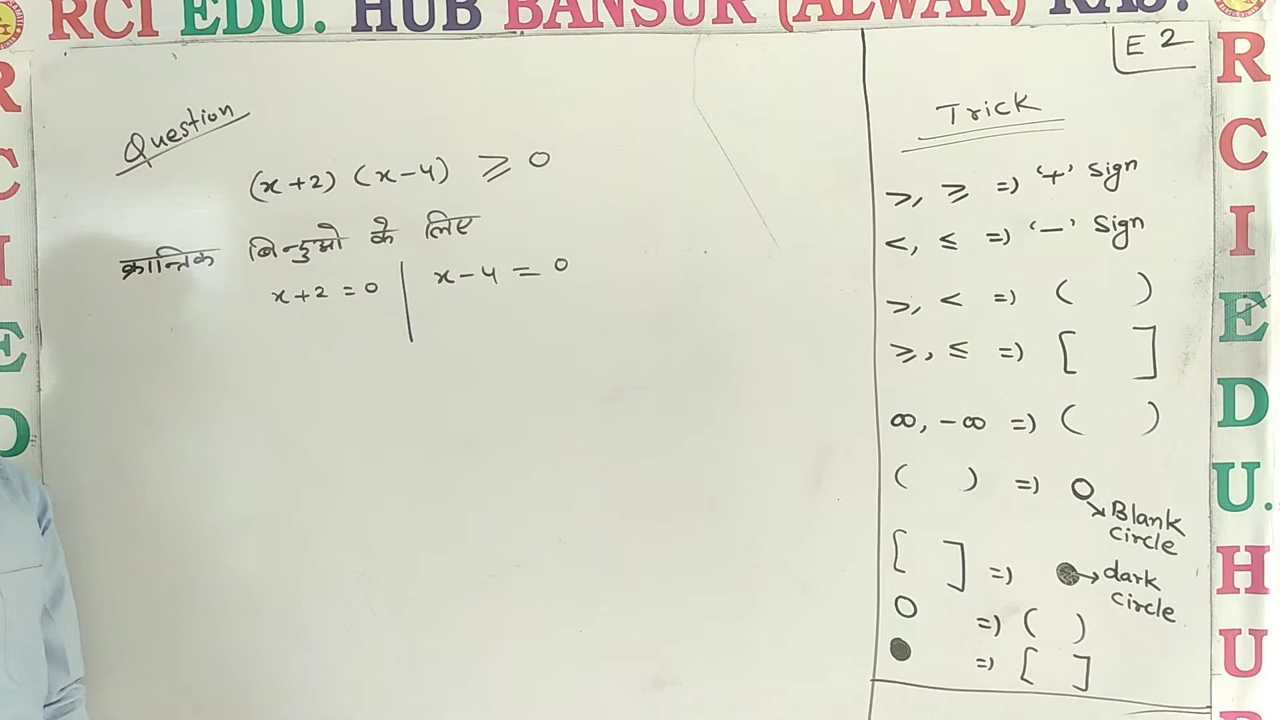 RCI EDU. HUB BANSUR (ALWAR) RAJ.
E 2
Question
(x+2) (x-4) ≥ 0
क्रान्तिक बिन्दुओ के लिए
x+2 = 0 | x-4 = 0
Trick
>, ≥ => '+' sign
<, ≤ => '-' Sign
>, < => ( )
≥, ≤ => [ ]
∞, -∞ => ( )
( ) => O
Blank
circle
[ ] => ● → dark
circle
O => ( )
● => [ ]
R
C
I
E
D
U.
H
U
R
C
I
E
D